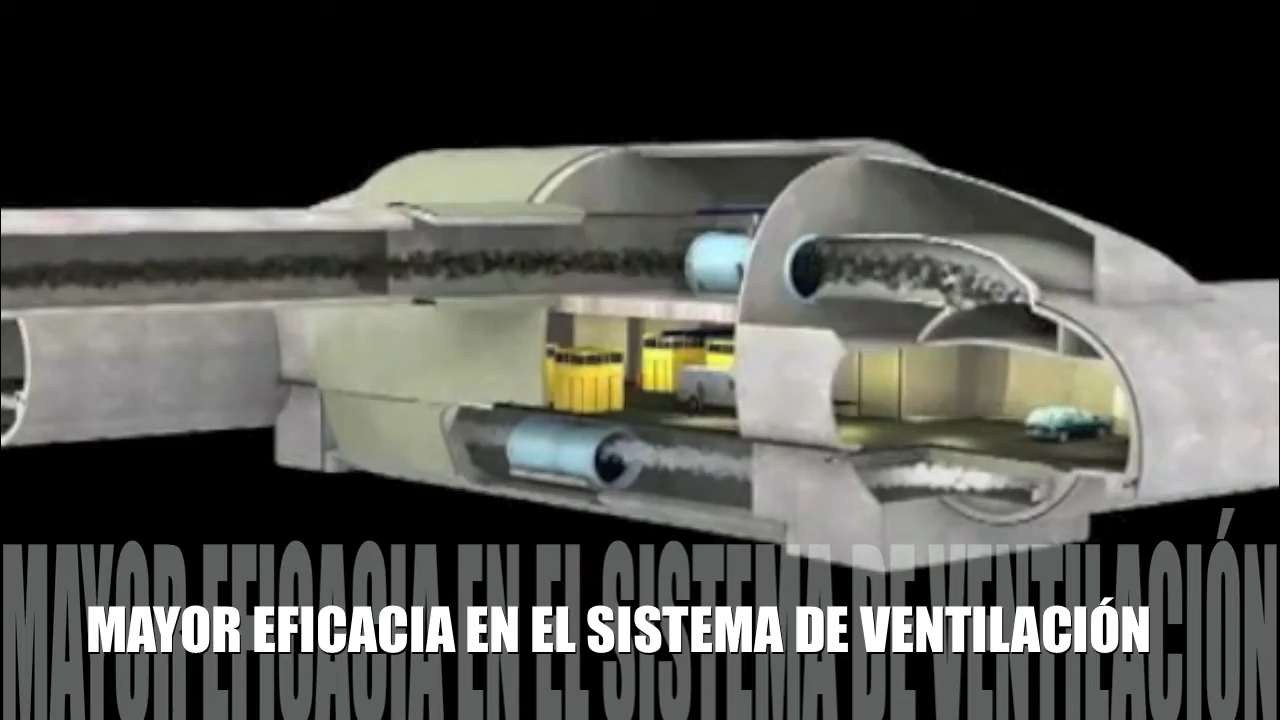 MAYOR EFICACIA EN EL SISTEMA DE VENTILACIÓN
MAYOR EFICACIA EN EL SISTEMA DE VENTILACIÓN